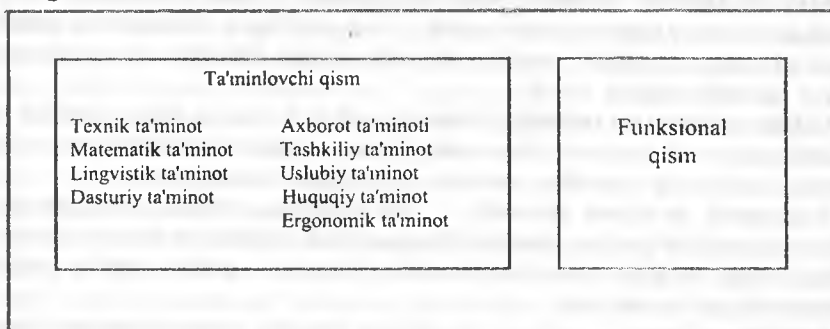 Ta'minlovchi qism
Texnik ta'minot
Matematik ta'minot
Lingvistik ta'minot
Dasturiy ta'minot
Axborot ta'minoti
Tashkiliy ta'minot
Uslubiy ta'minot
Huquqiy ta'minot
Ergonomik ta'minot
Funksional
qism